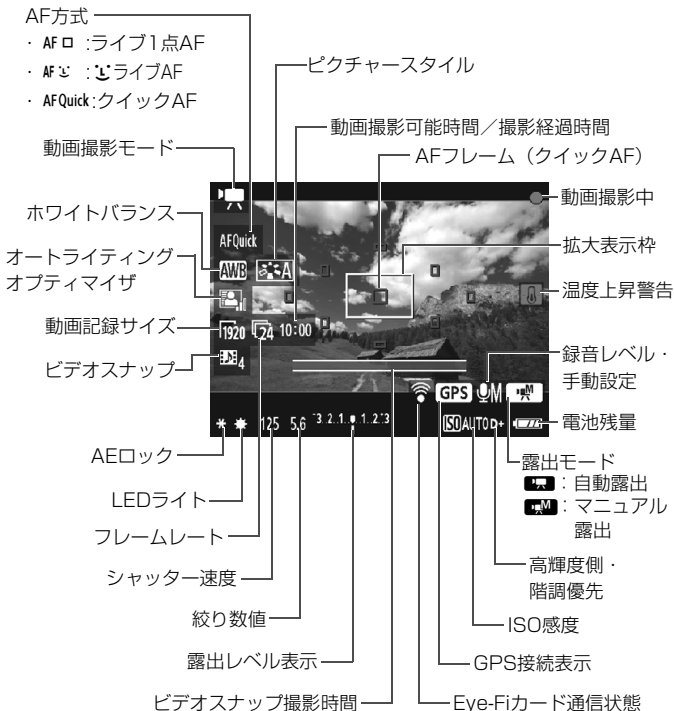 AF方式
・ AF□ :ライブ1点AF
・ AF :ライブAF
・ AFQuick:クイックAF
ピクチャースタイル
動画撮影可能時間／撮影経過時間
動画撮影モード
AFフレーム（クイックAF）
動画撮影中
ホワイトバランス
AFQuick
拡大表示枠
オートライティング
オプティマイザ
AWB
A
温度上昇警告
動画記録サイズ
1920
24
10:00
ビデオスナップ
4
録音レベル・
手動設定
GPS
M
M
125
5.6
-3..2..1..0..1..2.:3
ISO AUTO D+
電池残量
AEロック
露出モード
：自動露出
M：マニュアル
露出
LEDライト
フレームレート
シャッター速度
高輝度側・
階調優先
絞り数値
ISO感度
露出レベル表示
GPS接続表示
ビデオスナップ撮影時間
Eye-Fiカード通信状態